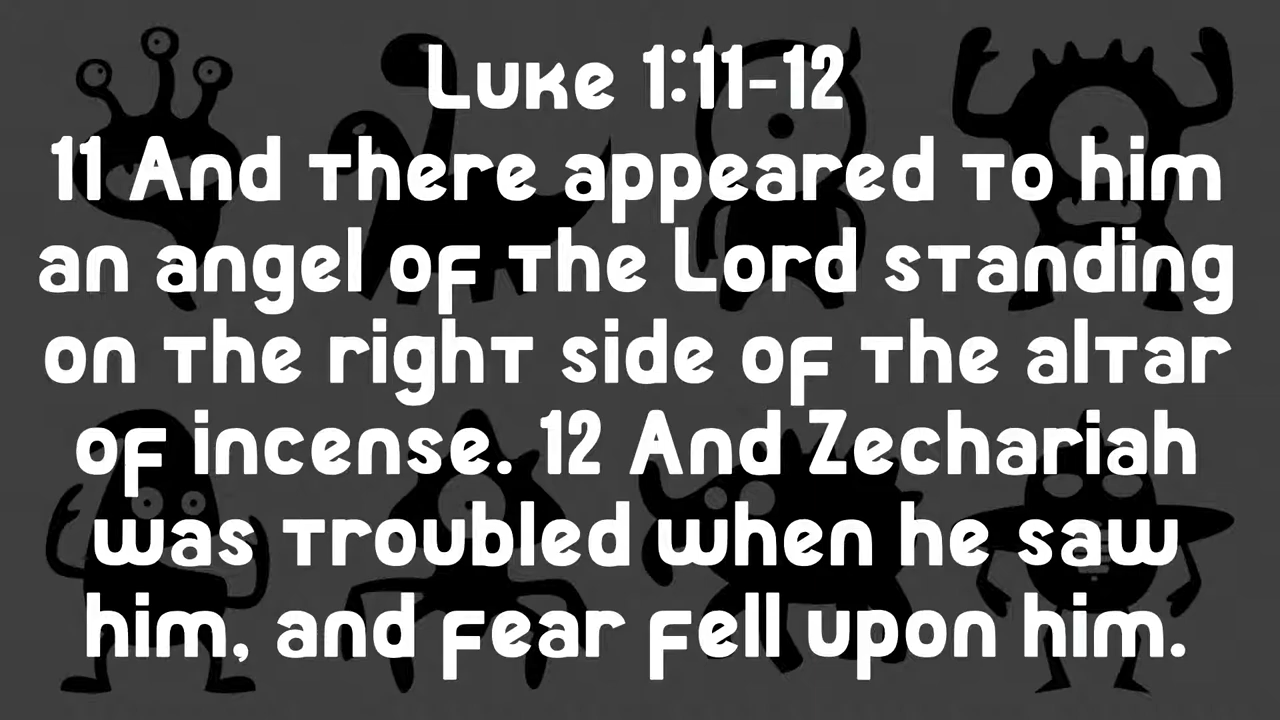 Luke 1:11-12
11 And there appeared to him
an angel of the Lord standing
on the right side of the altar
of incense. 12 And Zechariah
was troubled when he saw
him, and fear fell upon him.